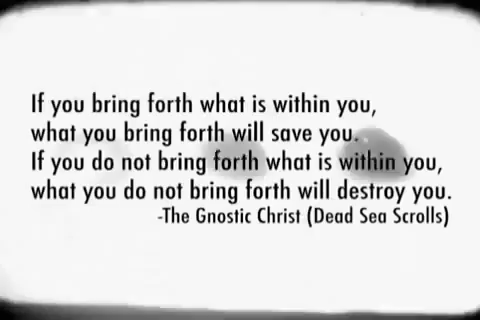 If you bring forth what is within you,
what you bring forth will save you.
If you do not bring forth what is within you,
what you do not bring forth will destroy you.
-The Gnostic Christ (Dead Sea Scrolls)